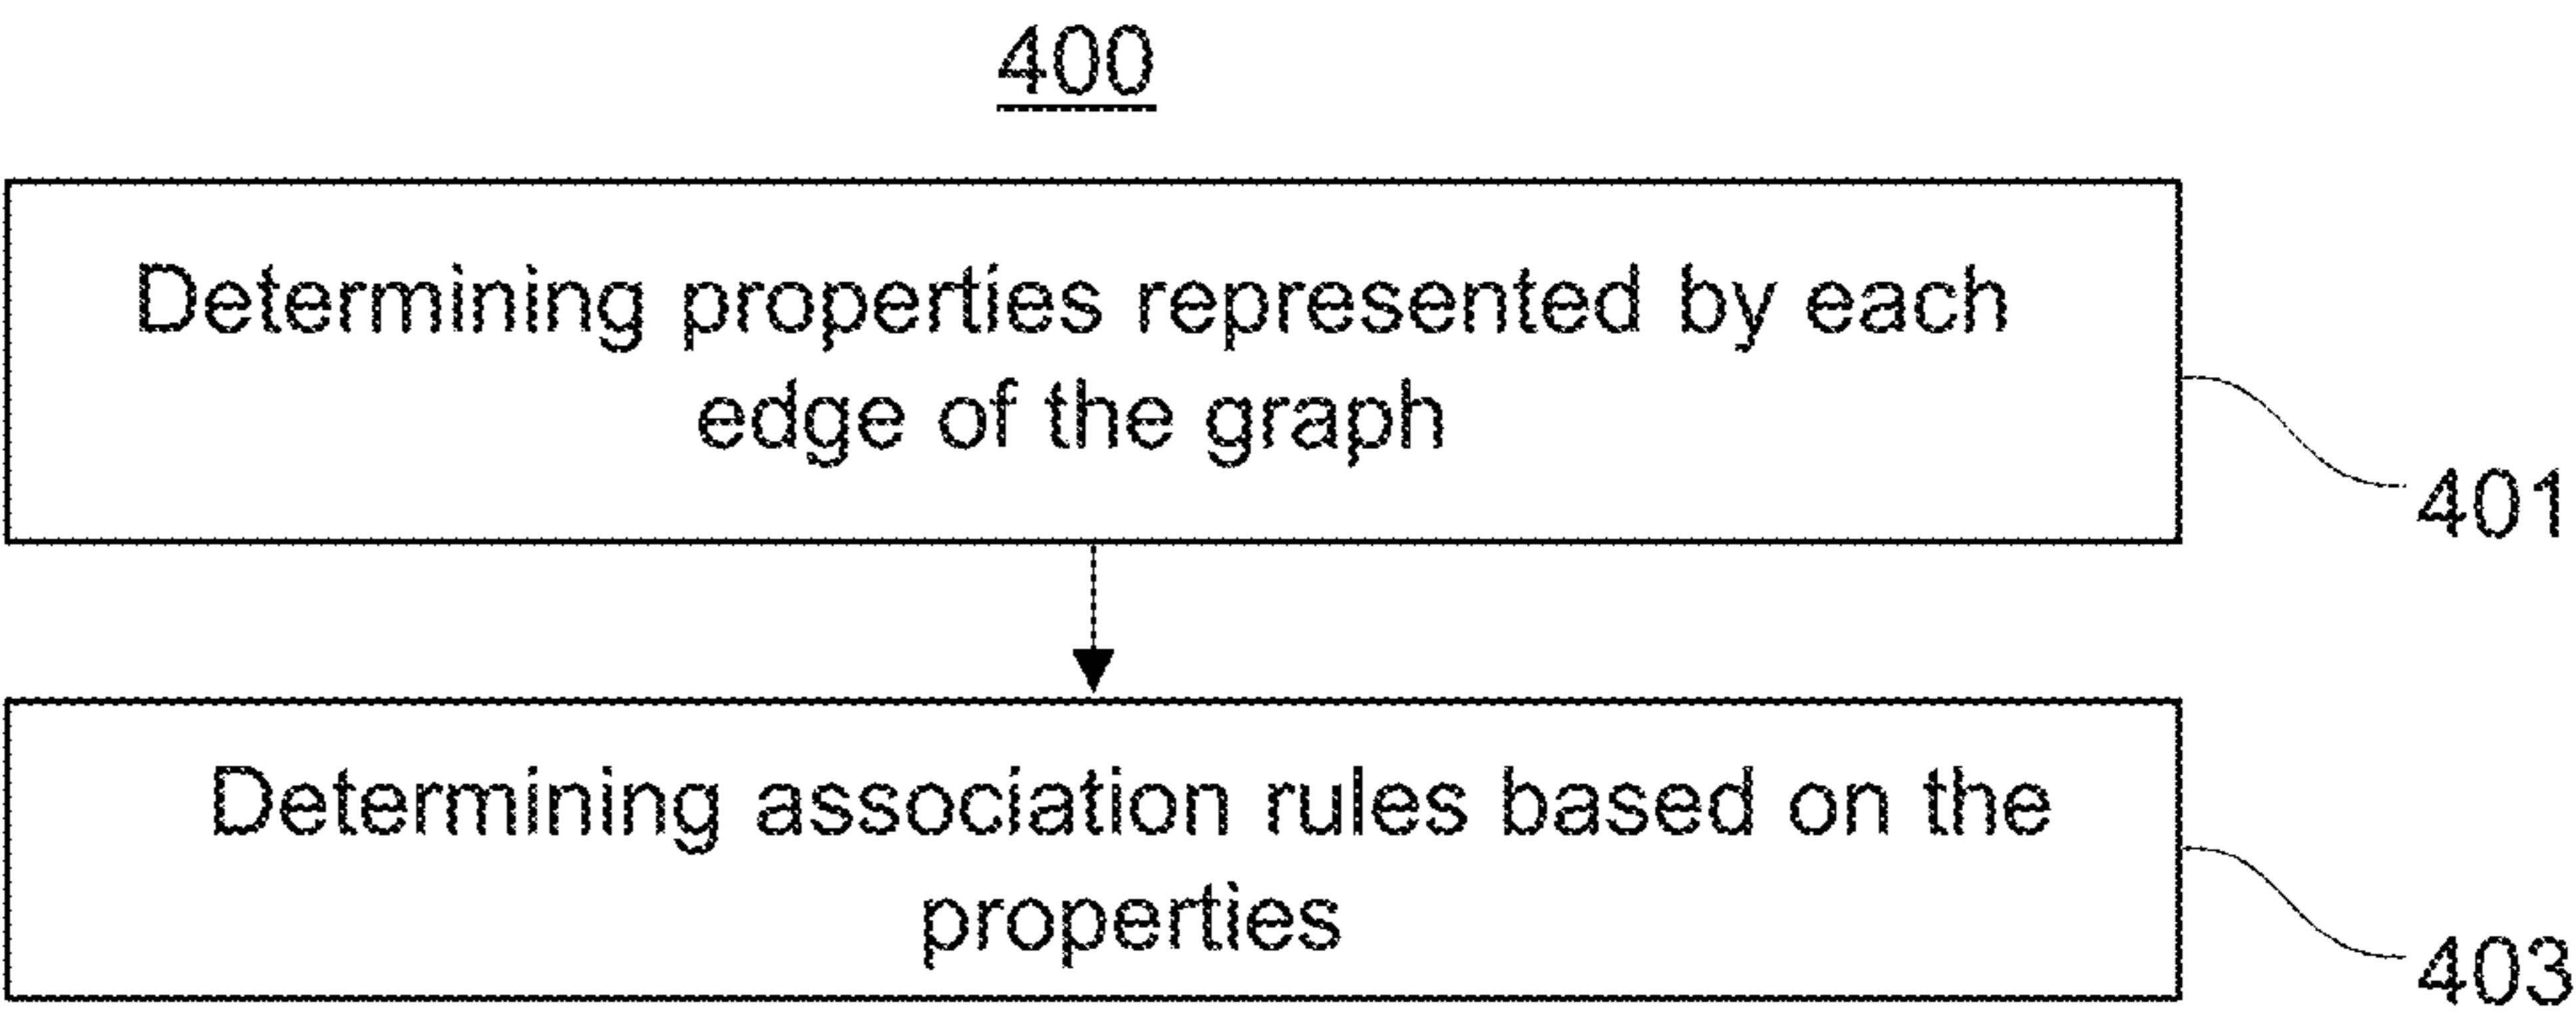 400
Determining properties represented by each
edge of the graph
401
Determining association rules based on the
properties
403